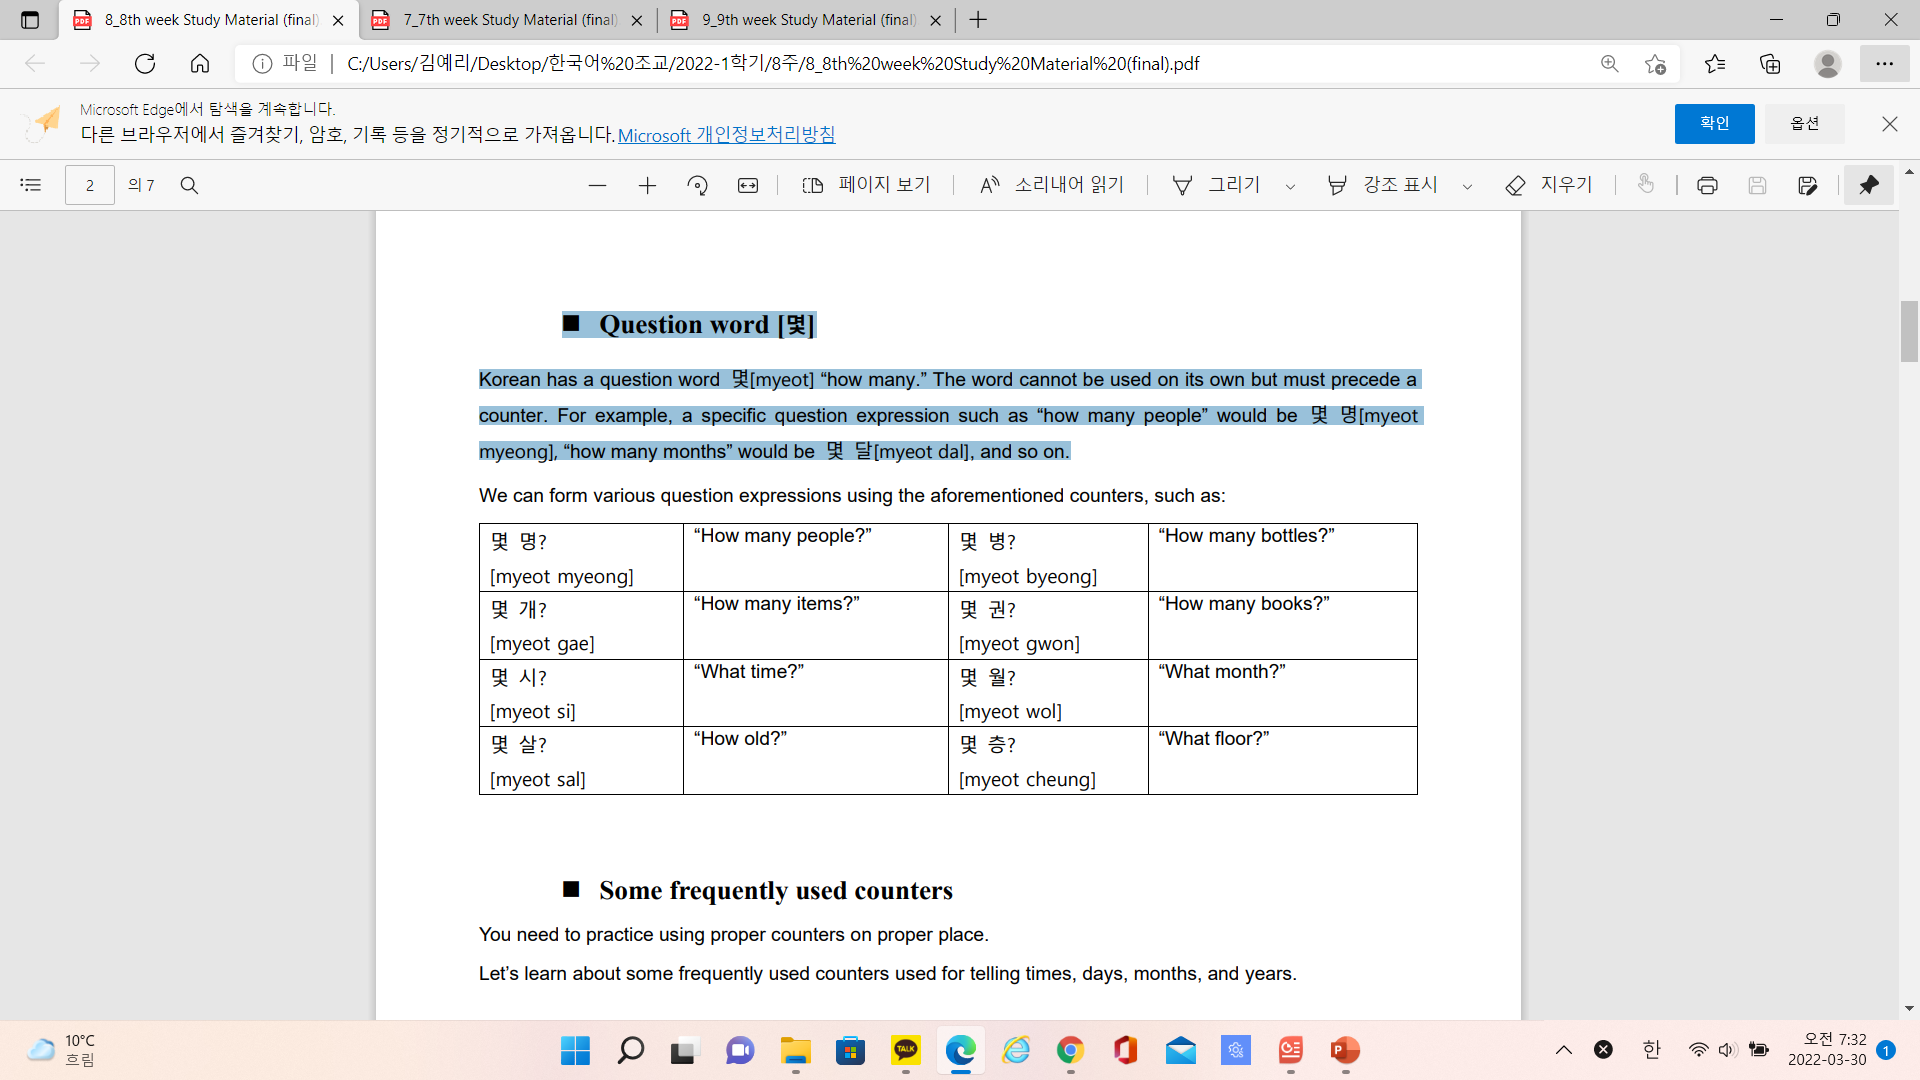 8_8th week Study Material (final)
7_7th week Study Material (final)
9_9th week Study Material (final)
파일 | C:/Users/김예리/Desktop/한국어%20조교/2022-1학기/8주/8_8th%20week%20Study%20Material%20(final).pdf
Microsoft Edge에서 탐색을 계속합니다.
다른 브라우저에서 즐겨찾기, 암호, 기록 등을 정기적으로 가져옵니다. Microsoft 개인정보처리방침
확인
옵션
2 의 7
페이지 보기
소리내어 읽기
그리기
강조 표시
지우기
■ Question word [몇]
Korean has a question word 몇[myeot] “how many.” The word cannot be used on its own but must precede a
counter. For example, a specific question expression such as “how many people” would be 몇 명[myeot
myeong], “how many months” would be 몇 달[myeot dal], and so on.
We can form various question expressions using the aforementioned counters, such as:
몇 명? “How many people?” 몇 병? “How many bottles?”
[myeot myeong] [myeot byeong]
몇 개? “How many items?” 몇 권? “How many books?”
[myeot gae] [myeot gwon]
몇 시? “What time?” 몇 월? “What month?”
[myeot si] [myeot wol]
몇 살? “How old?” 몇 층? “What floor?”
[myeot sal] [myeot cheung]
■ Some frequently used counters
You need to practice using proper counters on proper place.
Let’s learn about some frequently used counters used for telling times, days, months, and years.
10°C
흐림
TALK
한
오전 7:32
2022-03-30
1